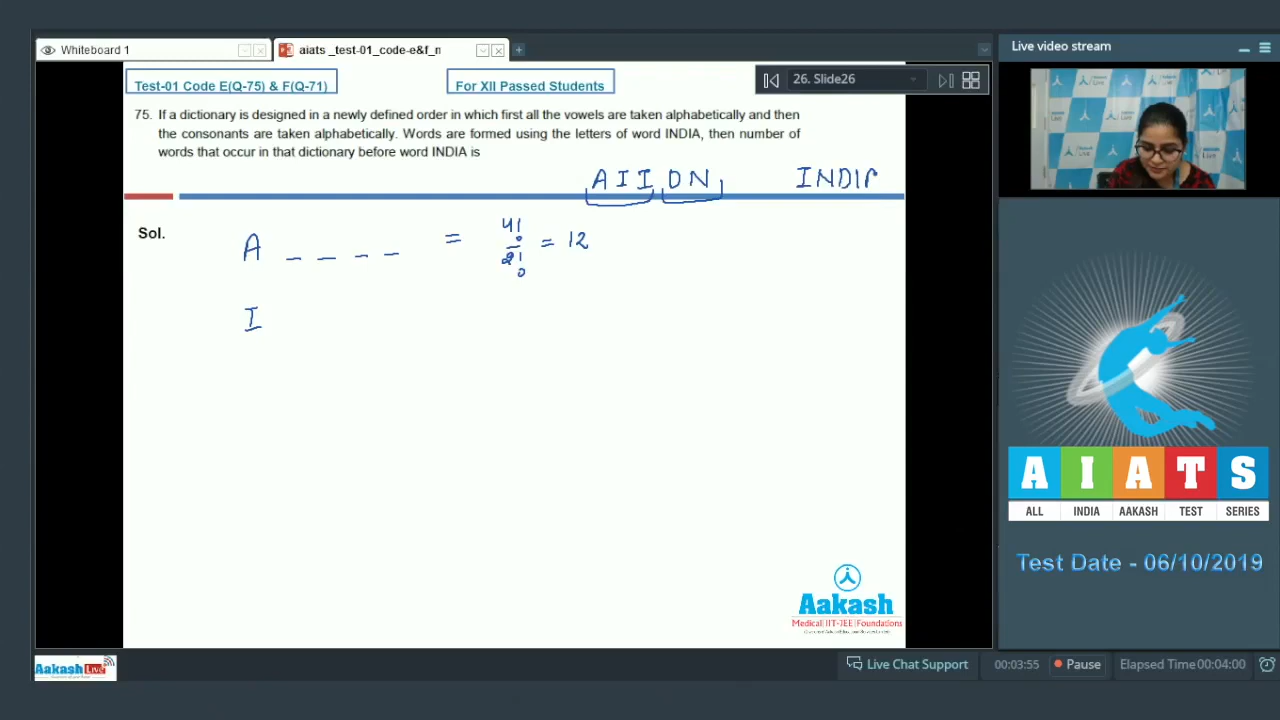 Whiteboard 1
aiats _test-01_code-e&f_n
Live video stream
Test-01 Code E(Q-75) & F(Q-71)
For XII Passed Students
26. Slide26
75. If a dictionary is designed in a newly defined order in which first all the vowels are taken alphabetically and then
the consonants are taken alphabetically. Words are formed using the letters of word INDIA, then number of
words that occur in that dictionary before word INDIA is
A I I D N
INDIA
Sol.
A _ _ _ _ = 4!/2! = 12
I
AIATS
ALL INDIA AAKASH TEST SERIES
Test Date - 06/10/2019
Aakash
Medical|IIT-JEE|Foundations
Aakash Live
Live Chat Support
00:03:55
Pause
Elapsed Time 00:04:00